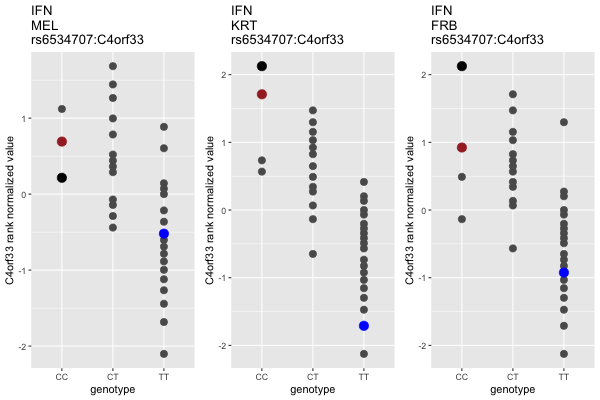 IFN
MEL
rs6534707:C4orf33
C4orf33 rank normalized value
1
0
-1
-2
CC
CT
TT
genotype
IFN
KRT
rs6534707:C4orf33
C4orf33 rank normalized value
2
1
0
-1
-2
CC
CT
TT
genotype
IFN
FRB
rs6534707:C4orf33
C4orf33 rank normalized value
2
1
0
-1
-2
CC
CT
TT
genotype